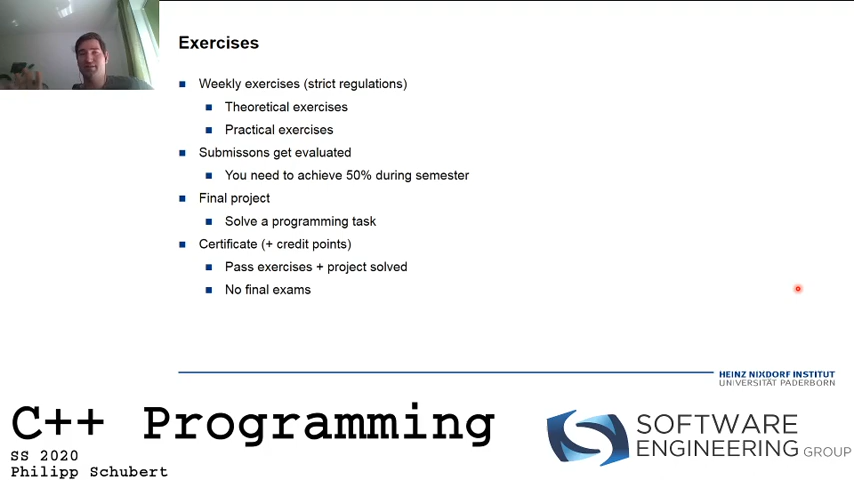 Exercises
Weekly exercises (strict regulations)
Theoretical exercises
Practical exercises
Submissons get evaluated
You need to achieve 50% during semester
Final project
Solve a programming task
Certificate (+ credit points)
Pass exercises + project solved
No final exams
HEINZ NIXDORF INSTITUT
UNIVERSITÄT PADERBORN
C++ Programming
SS 2020
Philipp Schubert
SOFTWARE
ENGINEERING GROUP